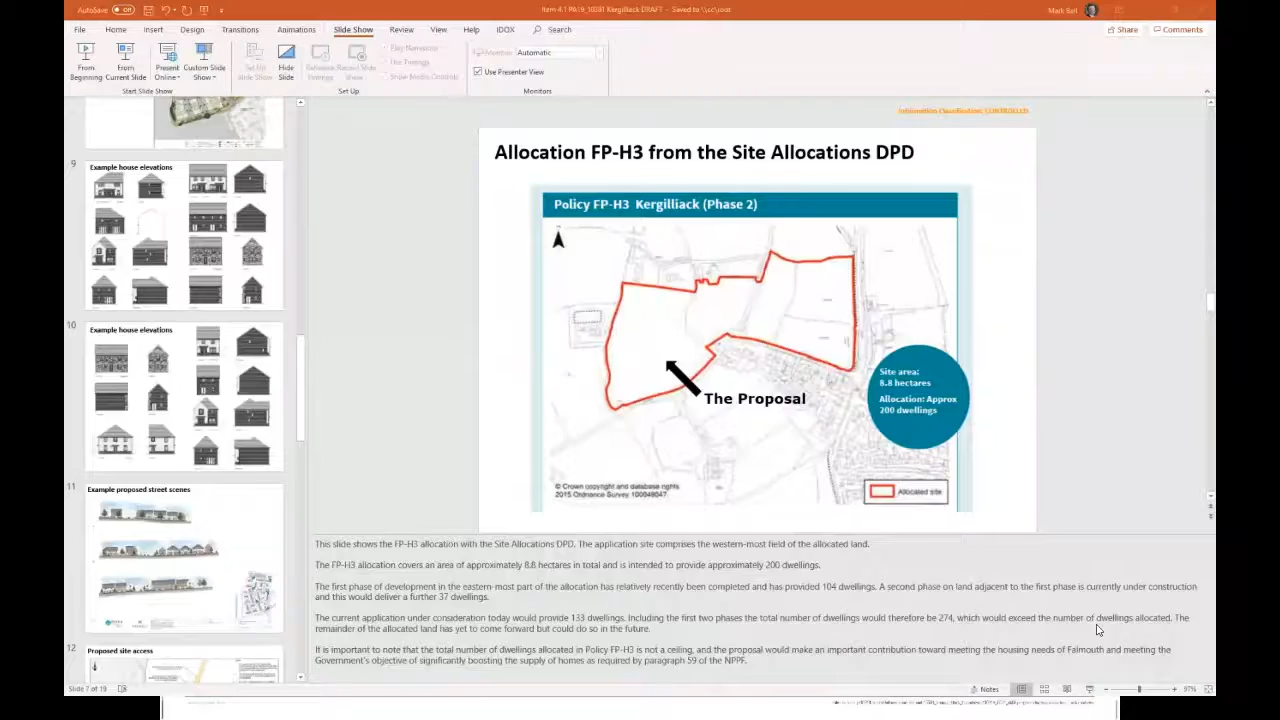 AutoSave Off
Item 4.1 PA19_10391 Kergilliack DRAFT - Saved to \\cc\root
Mark Bell
File Home Insert Design Transitions Animations Slide Show Review View Help IDOX Search
Share Comments
From Beginning
From Current Slide
Present Online
Custom Slide Show
Set Up Slide Show
Hide Slide
Rehearse Timings
Record Slide Show
Play Narrations
Use Timings
Show Media Controls
Monitor: Automatic
Use Presenter View
Start Slide Show
Set Up
Monitors
Information Classification: CONTROLLED
9
Example house elevations
10
Example house elevations
11
Example proposed street scenes
12
Proposed site access
Allocation FP-H3 from the Site Allocations DPD
Policy FP-H3 Kergilliack (Phase 2)
The Proposal
Site area:
8.8 hectares
Allocation: Approx
200 dwellings
© Crown copyright and database rights
2015 Ordnance Survey 100049047
Allocated site
This slide shows the FP-H3 allocation with the Site Allocations DPD. The application site comprises the western-most field of the allocated land.
The FP-H3 allocation covers an area of approximately 8.8 hectares in total and is intended to provide approximately 200 dwellings.
The first phase of development in the eastern-most part of the allocation has relatively recently been completed and has provided 104 dwellings. A second phase on land adjacent to the first phase is currently under construction
and this would deliver a further 37 dwellings.
The current application under consideration today would provide 133 dwellings. Including the first two phases the total number of dwellings would therefore be 274, which would exceed the number of dwellings allocated. The
remainder of the allocated land has yet to come forward but could do so in the future.
It is important to note that the total number of dwellings allocated in Policy FP-H3 is not a ceiling, and the proposal would make an important contribution toward meeting the housing needs of Falmouth and meeting the
Government's objective of significantly boosting the supply of homes as required by paragraph 59 of the NPPF.
Slide 7 of 19
Notes
97%